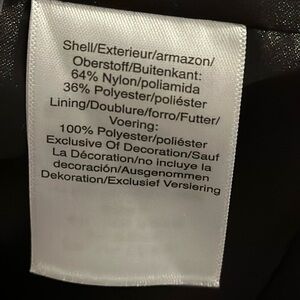 Shell/Exterieur/armazon/
Oberstoff/Buitenkant:
64% Nylon/poliamida
36% Polyester/poliéster
Lining/Doublure/forro/Futter/
Voering:
100% Polyester/poliéster
Exclusive Of Decoration/Sauf
La Décoration/no incluye la
decoración/Ausgenommen
Dekoration/Exclusief Versiering